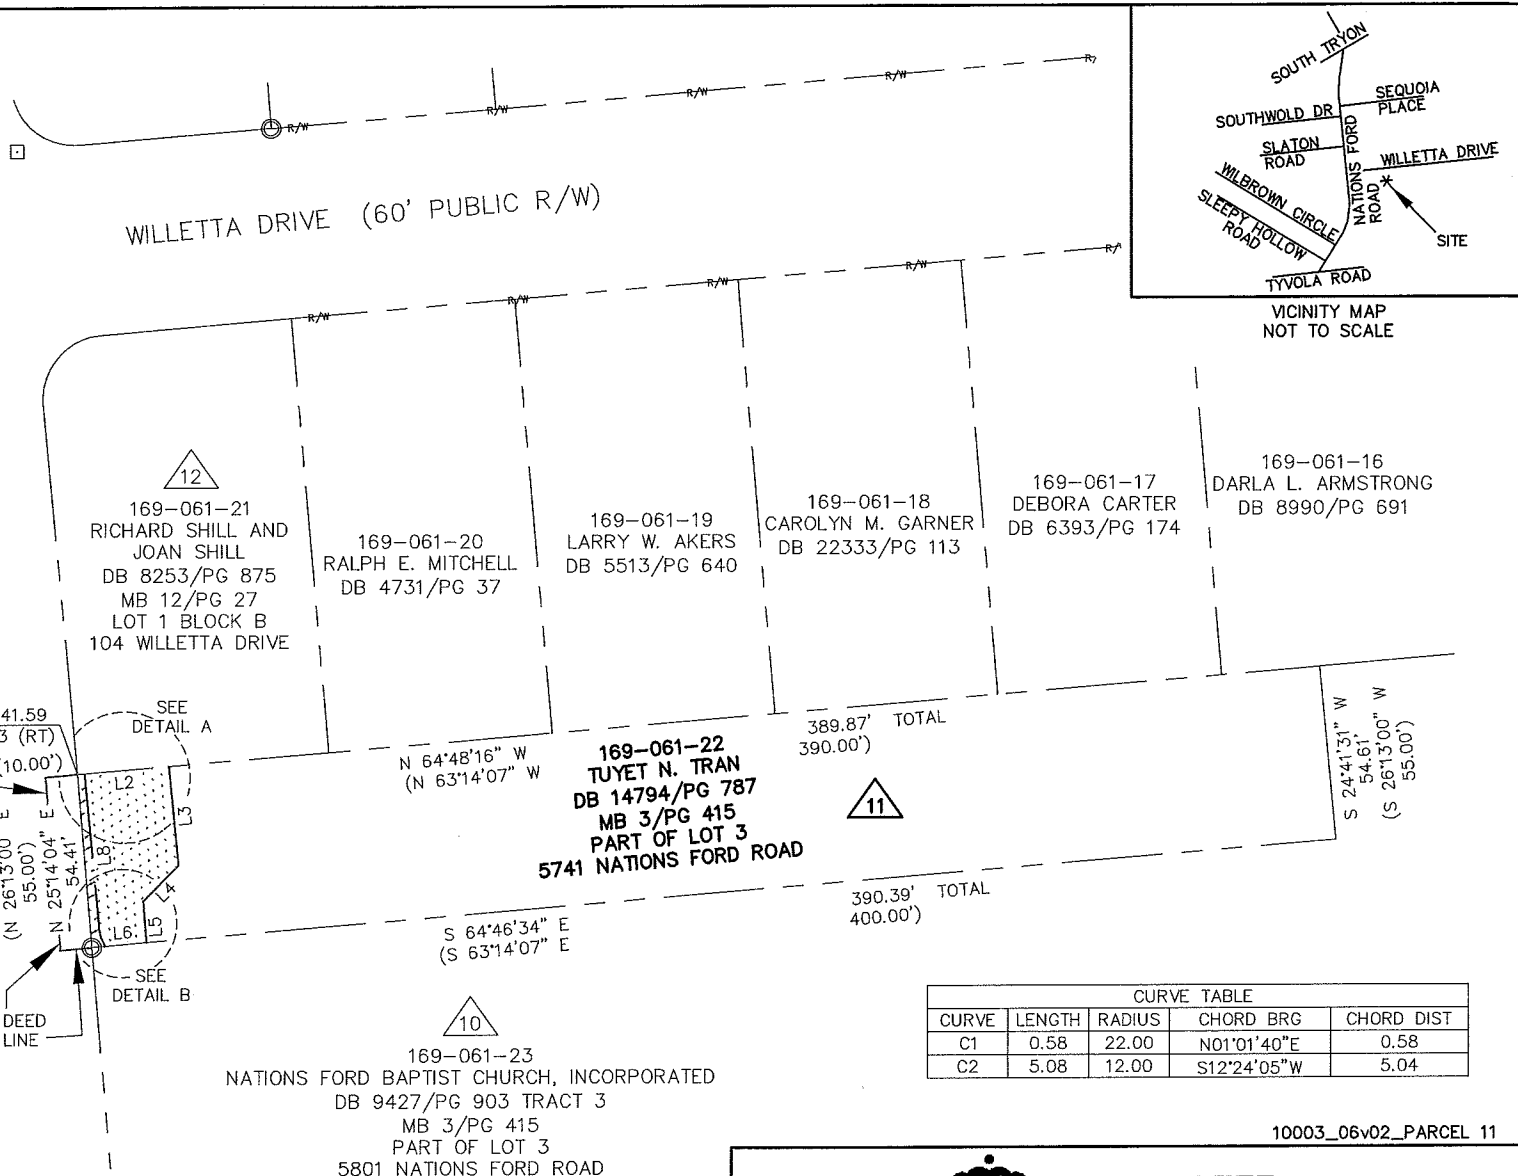 R/W
R/W
R/W
R/W
R/
WILLETTA DRIVE (60' PUBLIC R/W)
R/W
R/W
R/W
R/W
R/
SOUTH TRYON
SEQUOIA
PLACE
SOUTHWOLD DR
SLATON
ROAD
NATIONS FORD
ROAD
WILLETTA DRIVE
WILBROWN CIRCLE
SLEEPY HOLLOW
ROAD
SITE
TYVOLA ROAD
VICINITY MAP
NOT TO SCALE
12
169-061-21
RICHARD SHILL AND
JOAN SHILL
DB 8253/PG 875
MB 12/PG 27
LOT 1 BLOCK B
104 WILLETTA DRIVE
169-061-20
RALPH E. MITCHELL
DB 4731/PG 37
169-061-19
LARRY W. AKERS
DB 5513/PG 640
169-061-18
CAROLYN M. GARNER
DB 22333/PG 113
169-061-17
DEBORA CARTER
DB 6393/PG 174
169-061-16
DARLA L. ARMSTRONG
DB 8990/PG 691
41.59
3 (RT)
(10.00')
SEE
DETAIL A
L2
L3
L8
L4
L5
L6
(N 26°13'00" E
55.00')
N 25°14'04" E
54.41'
N 64°48'16" W
(N 63°14'07" W
389.87' TOTAL
390.00')
169-061-22
TUYET N. TRAN
DB 14794/PG 787
MB 3/PG 415
PART OF LOT 3
5741 NATIONS FORD ROAD
11
S 24°41'31" W
54.61'
(S 26°13'00" W
55.00')
390.39' TOTAL
400.00')
S 64°46'34" E
(S 63°14'07" E
SEE
DETAIL B
DEED
LINE
10
169-061-23
NATIONS FORD BAPTIST CHURCH, INCORPORATED
DB 9427/PG 903 TRACT 3
MB 3/PG 415
PART OF LOT 3
5801 NATIONS FORD ROAD
CURVE TABLE
CURVE LENGTH RADIUS CHORD BRG CHORD DIST
C1 0.58 22.00 N01°01'40"E 0.58
C2 5.08 12.00 S12°24'05"W 5.04
10003_06v02_PARCEL 11